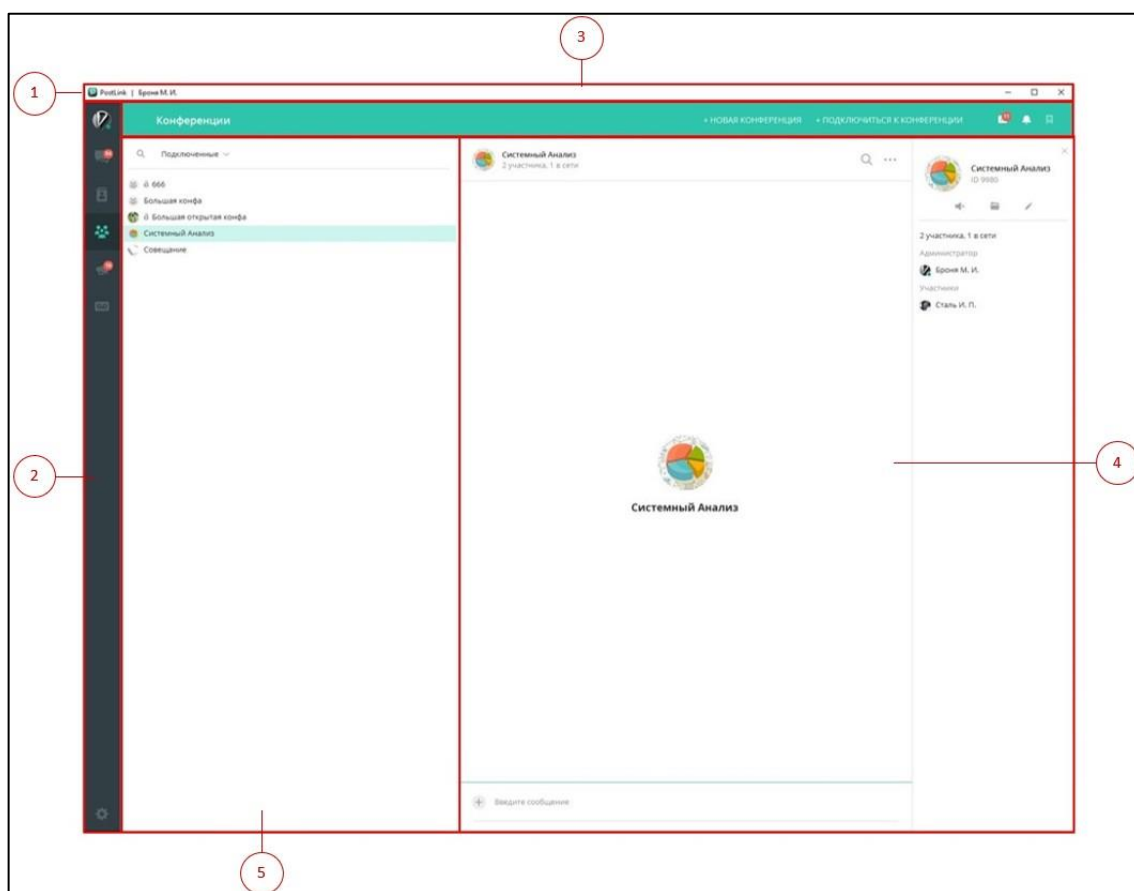 3
1
PostLink | Броня М. И.
Конференции
+ НОВАЯ КОНФЕРЕНЦИЯ + ПОДКЛЮЧИТЬСЯ К КОНФЕРЕНЦИИ
Подключенные
666
Большая конфа
Большая открытая конфа
Системный Анализ
Совещание
Системный Анализ
2 участника, 1 в сети
Системный Анализ
ID 9980
2 участника, 1 в сети
Администратор
Броня М. И.
Участники
Сталь И. П.
2
4
Системный Анализ
Введите сообщение
5